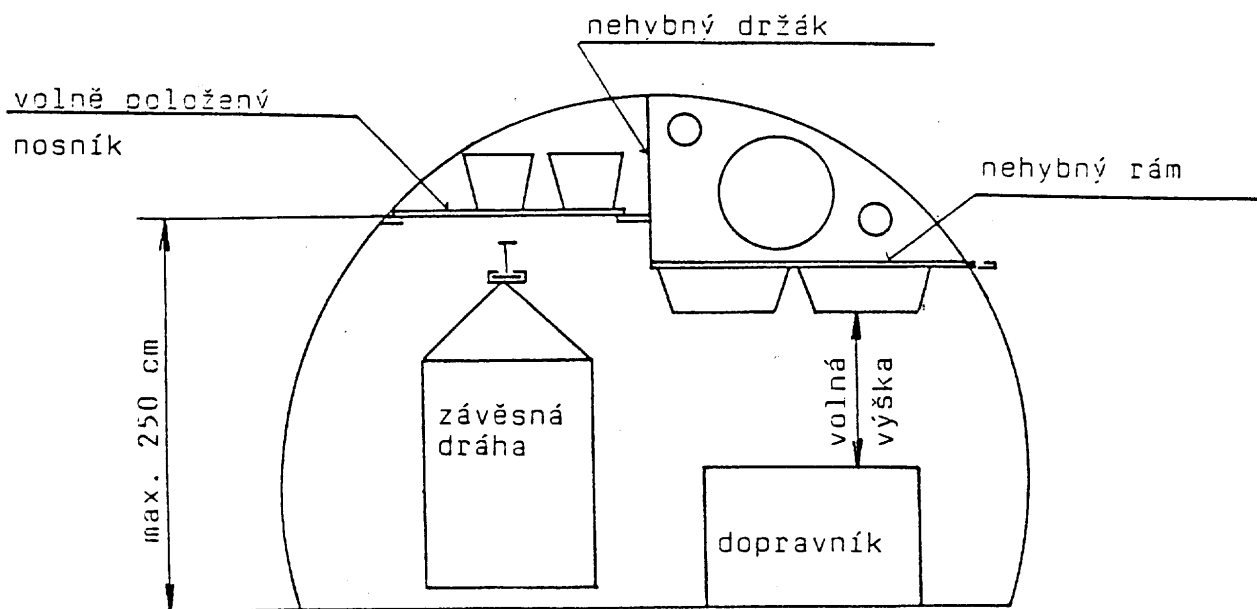 nehybný držák
volně položený
nosník
nehybný rám
max. 250 cm
závěsná
dráha
volná
výška
dopravník